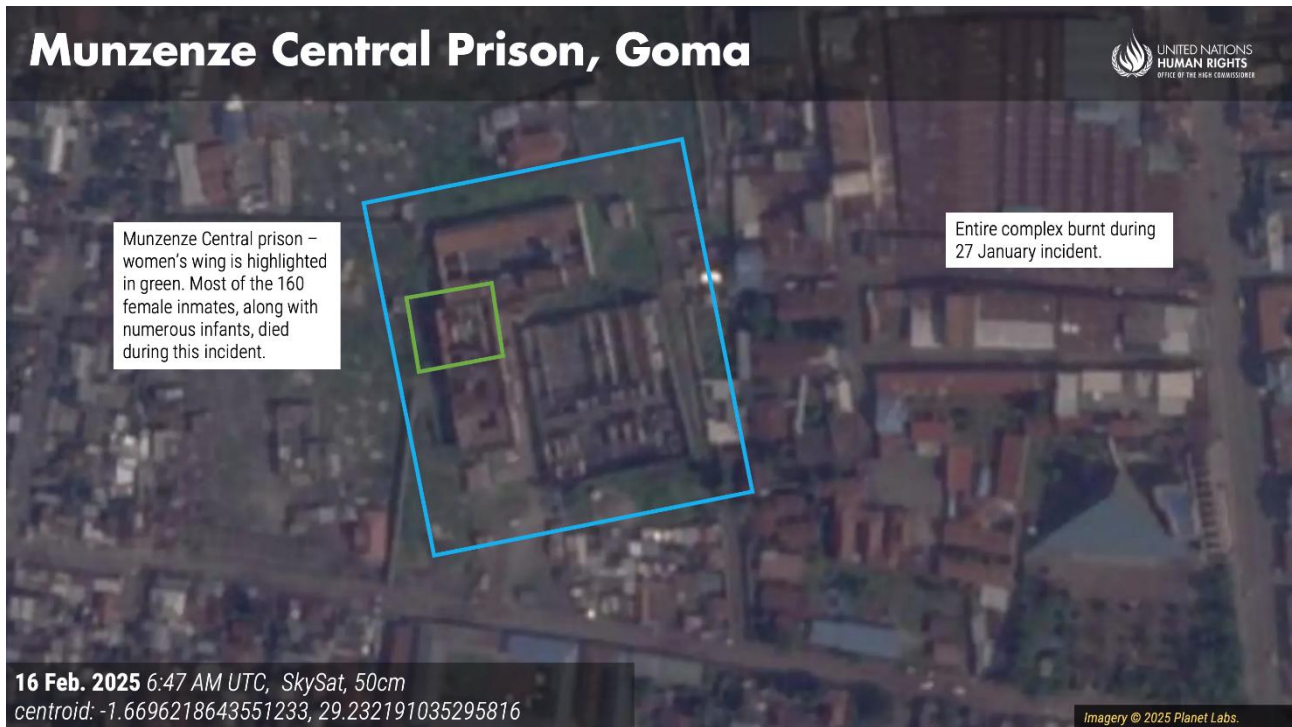 Munzenze Central Prison, Goma
UNITED NATIONS
HUMAN RIGHTS
OFFICE OF THE HIGH COMMISSIONER
Munzenze Central prison –
women's wing is highlighted
in green. Most of the 160
female inmates, along with
numerous infants, died
during this incident.
Entire complex burnt during
27 January incident.
16 Feb. 2025 6:47 AM UTC, SkySat, 50cm
centroid: -1.6696218643551233, 29.232191035295816
Imagery © 2025 Planet Labs.